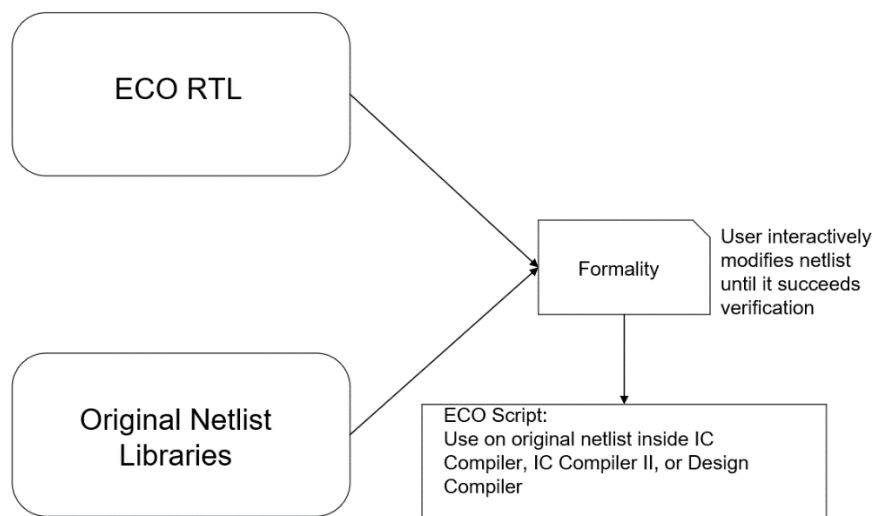 ECO RTL
Formality
User interactively
modifies netlist
until it succeeds
verification
Original Netlist
Libraries
ECO Script:
Use on original netlist inside IC
Compiler, IC Compiler II, or Design
Compiler